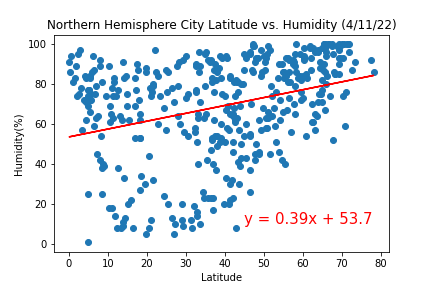 Northern Hemisphere City Latitude vs. Humidity (4/11/22)
100
80
60
40
20
0
Humidity(%)
y = 0.39x + 53.7
0 10 20 30 40 50 60 70 80
Latitude